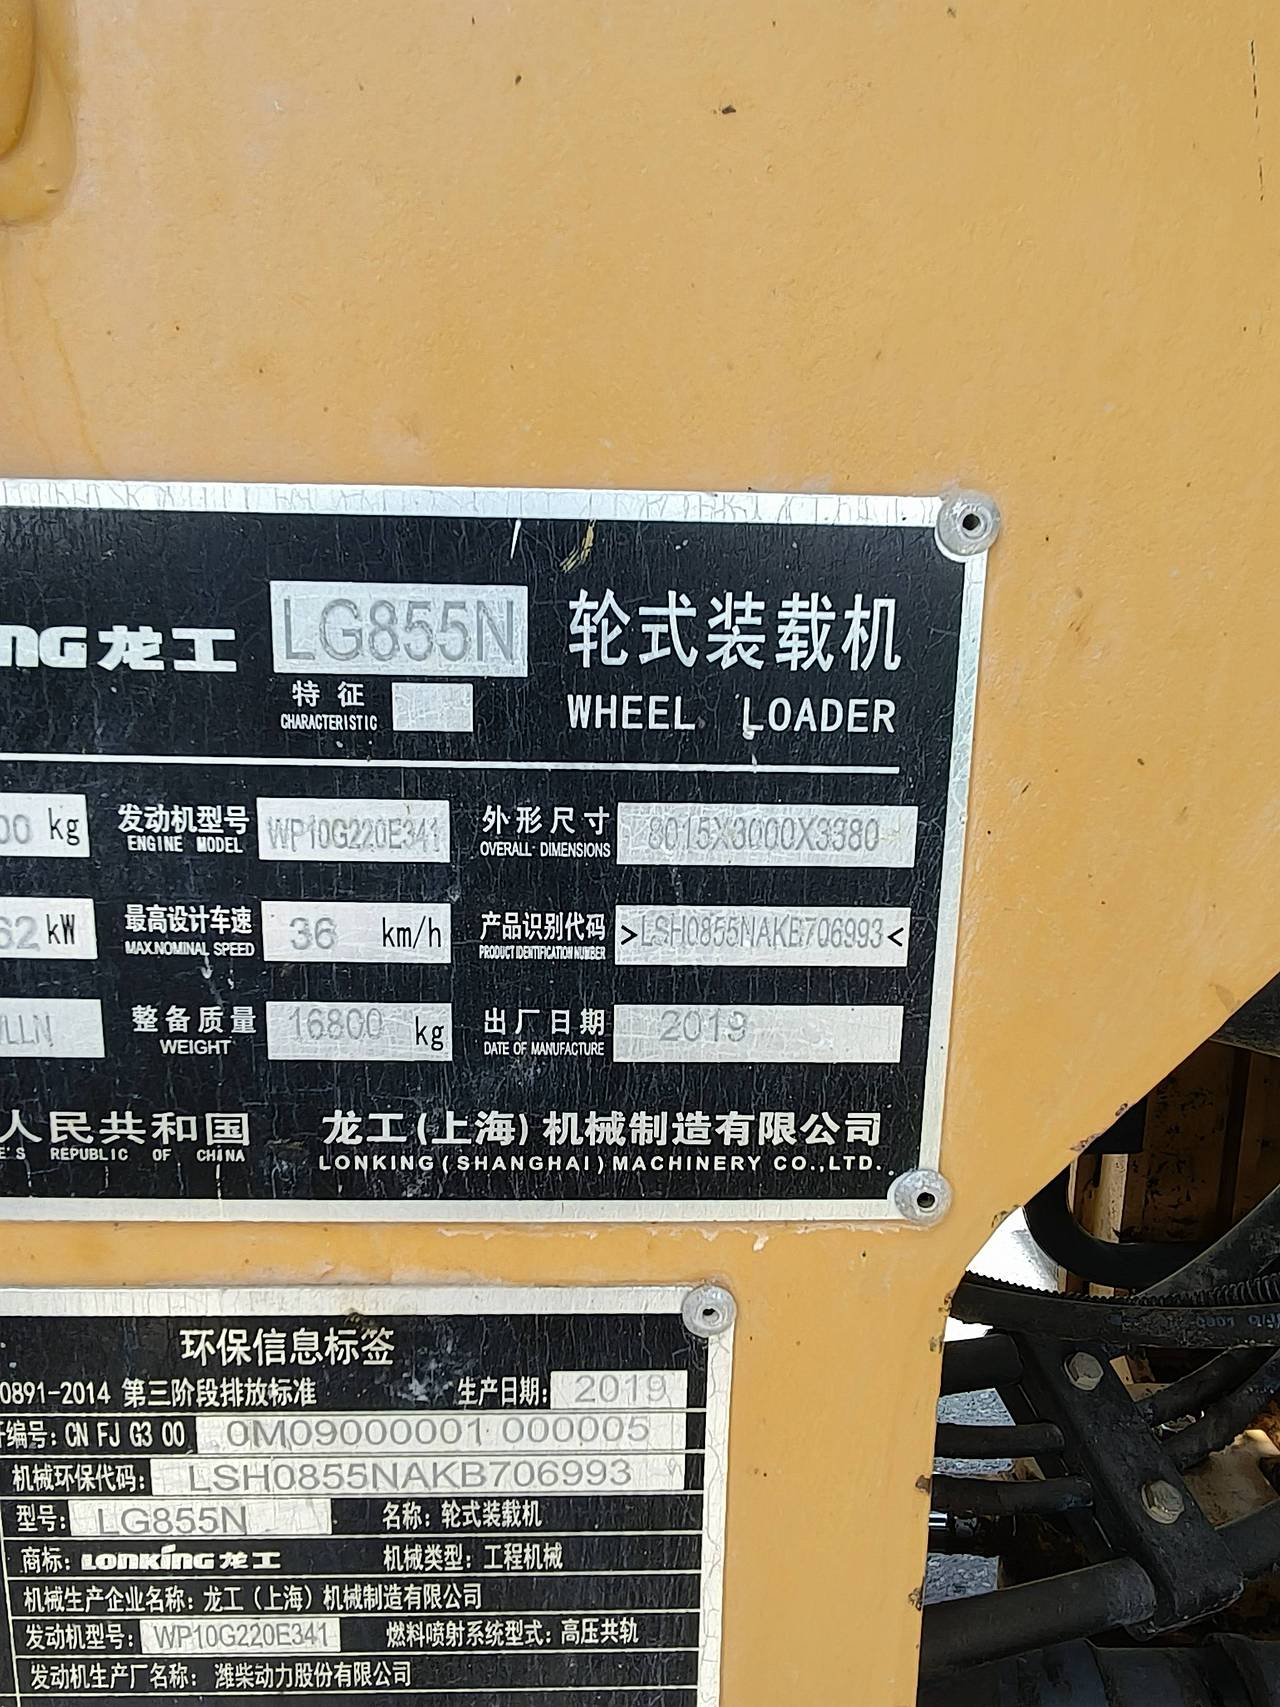 龙工 LG855N 轮式装载机
特征
CHARACTERISTIC
WHEEL LOADER
00 kg 发动机型号 WP10G220E341 外形尺寸 8015X3000X3380
ENGINE MODEL OVERALL DIMENSIONS
62 kW 最高设计车速 36 km/h 产品识别代码 >LSH0855NAKB706993<
MAX.NOMINAL SPEED PRODUCT IDENTIFICATION NUMBER
整备质量 16800 kg 出厂日期 2019
WEIGHT DATE OF MANUFACTURE
人民共和国 龙工(上海)机械制造有限公司
REPUBLIC OF CHINA LONKING(SHANGHAI)MACHINERY CO.,LTD.
环保信息标签
0891-2014 第三阶段排放标准 生产日期: 2019
编号: CN FJ G3 00 0M09000001 000005
机械环保代码: LSH0855NAKB706993
型号: LG855N 名称: 轮式装载机
商标: LONKING龙工 机械类型: 工程机械
机械生产企业名称: 龙工(上海)机械制造有限公司
发动机型号: WP10G220E341 燃料喷射系统型式: 高压共轨
发动机生产厂名称: 潍柴动力股份有限公司